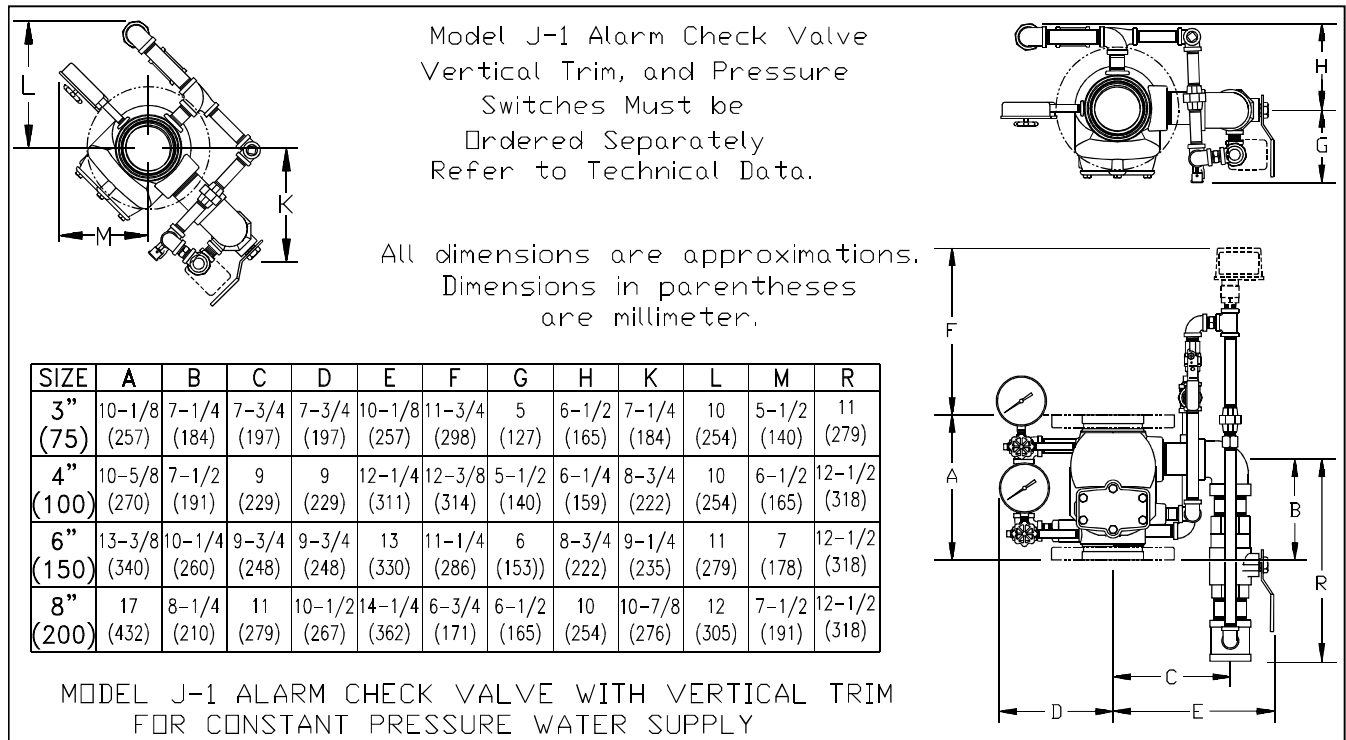 Model J-1 Alarm Check Valve
Vertical Trim, and Pressure
Switches Must be
Ordered Separately
Refer to Technical Data.
All dimensions are approximations.
Dimensions in parentheses
are millimeter.
L
M
K
H
G
F
A
B
R
C
D
E
SIZE A B C D E F G H K L M R
3" 10-1/8 7-1/4 7-3/4 7-3/4 10-1/8 11-3/4 5 6-1/2 7-1/4 10 5-1/2 11
(75) (257) (184) (197) (197) (257) (298) (127) (165) (184) (254) (140) (279)
4" 10-5/8 7-1/2 9 9 12-1/4 12-3/8 5-1/2 6-1/4 8-3/4 10 6-1/2 12-1/2
(100) (270) (191) (229) (229) (311) (314) (140) (159) (222) (254) (165) (318)
6" 13-3/8 10-1/4 9-3/4 9-3/4 13 11-1/4 6 8-3/4 9-1/4 11 7 12-1/2
(150) (340) (260) (248) (248) (330) (286) (153)) (222) (235) (279) (178) (318)
8" 17 8-1/4 11 10-1/2 14-1/4 6-3/4 6-1/2 10 10-7/8 12 7-1/2 12-1/2
(200) (432) (210) (279) (267) (362) (171) (165) (254) (276) (305) (191) (318)
MODEL J-1 ALARM CHECK VALVE WITH VERTICAL TRIM
FOR CONSTANT PRESSURE WATER SUPPLY